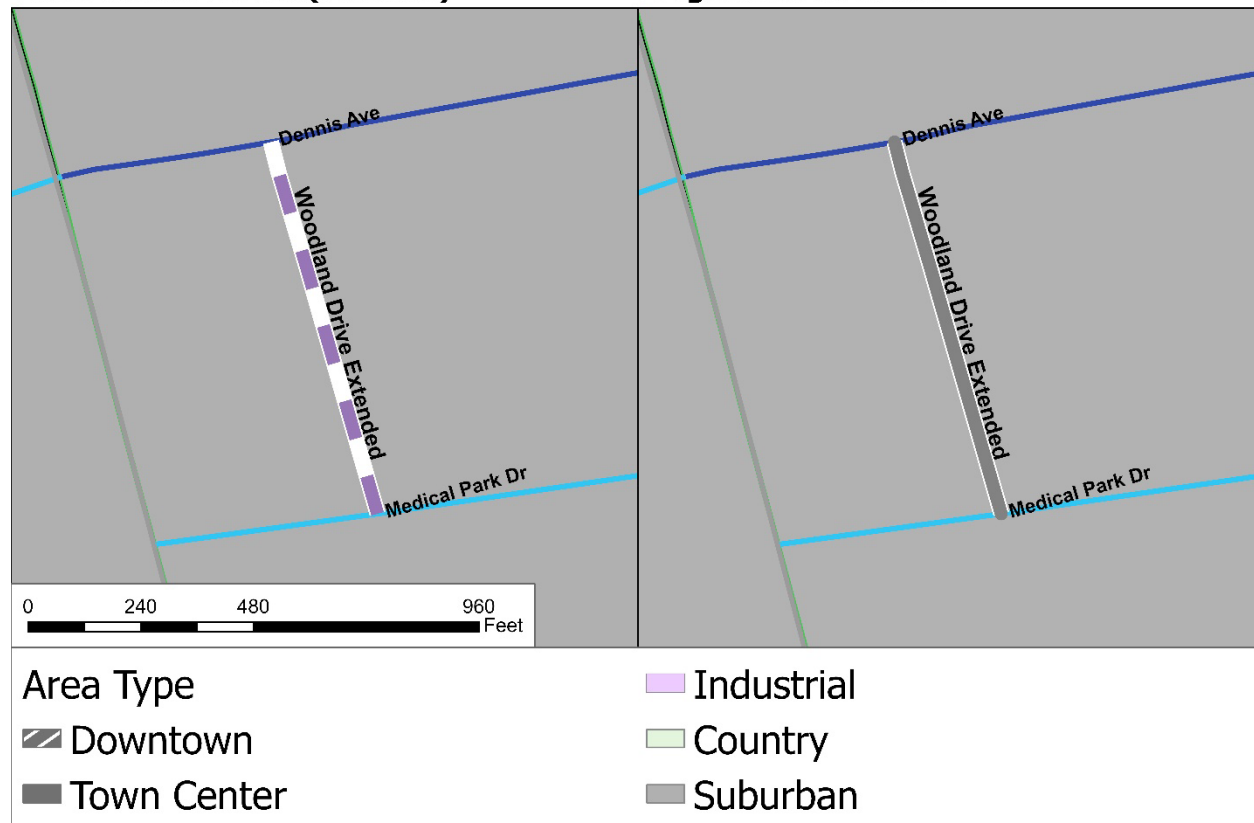 Dennis Ave
Woodland Drive Extended
Medical Park Dr
0 240 480 960
Feet
Dennis Ave
Woodland Drive Extended
Medical Park Dr
Area Type
Downtown
Town Center
Industrial
Country
Suburban